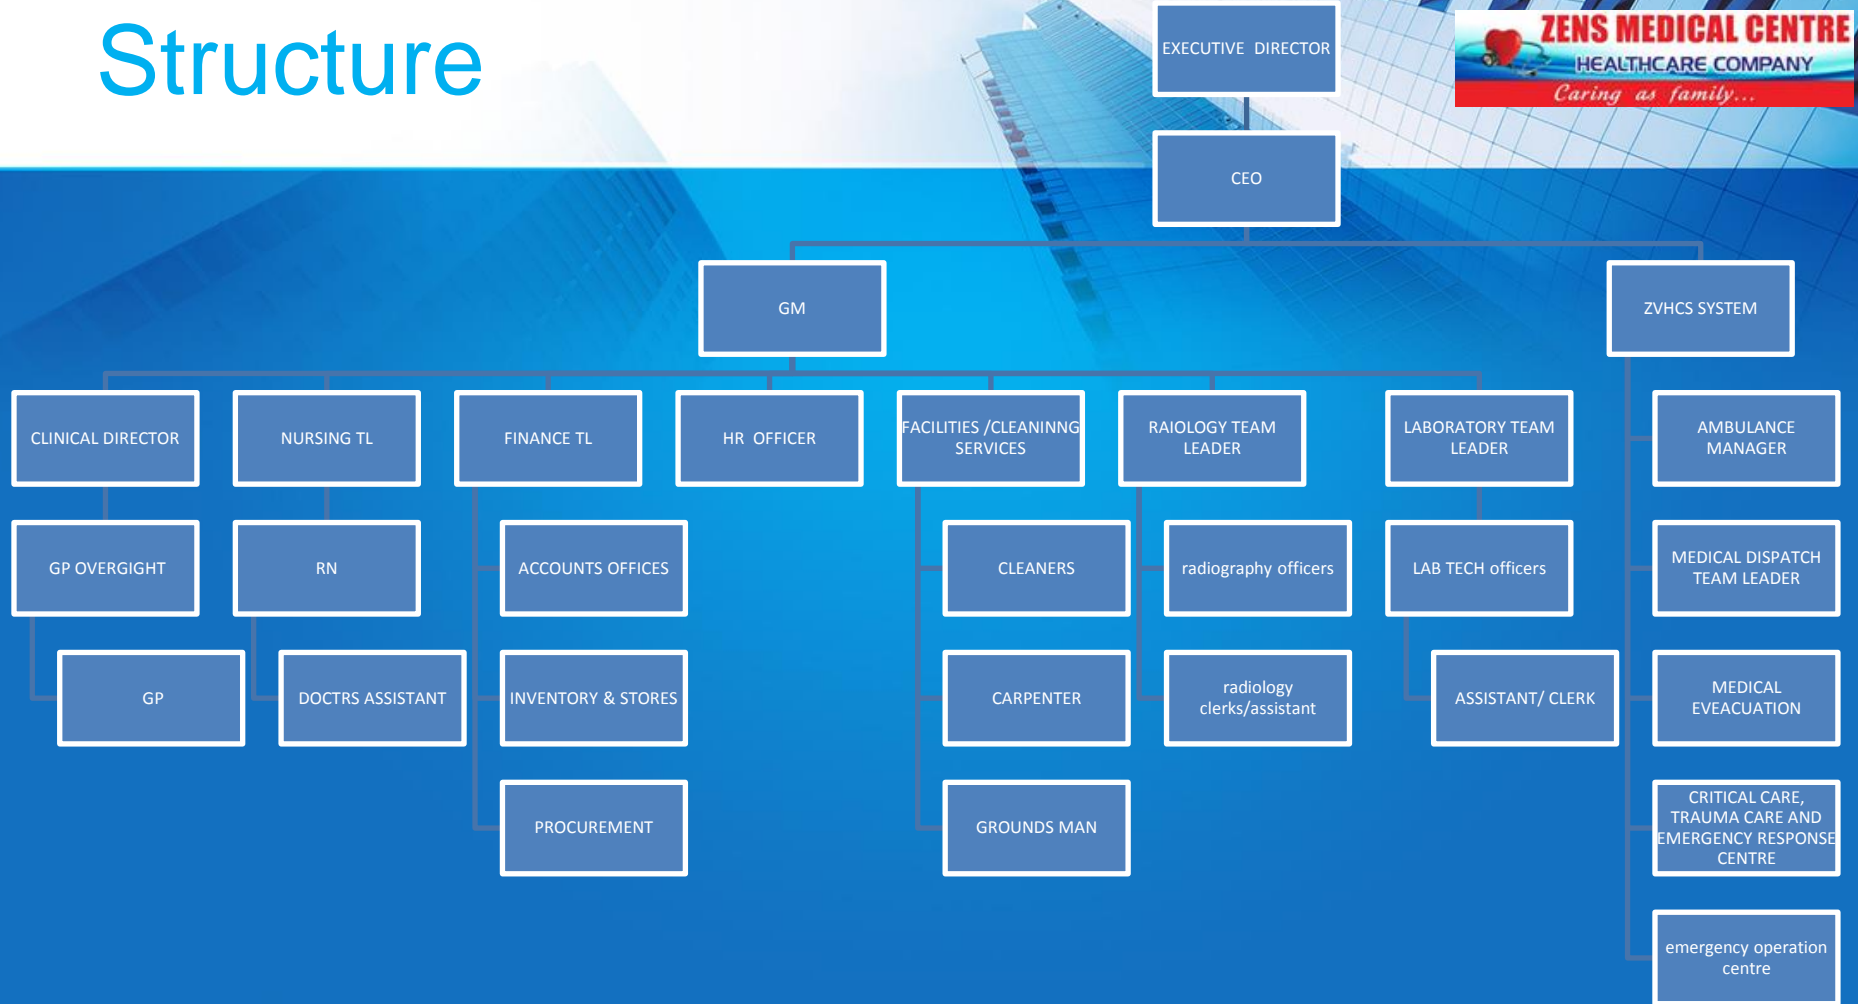 Structure
EXECUTIVE DIRECTOR
ZENS MEDICAL CENTRE
HEALTHCARE COMPANY
Caring as family...
CEO
GM
ZVHCS SYSTEM
CLINICAL DIRECTOR
NURSING TL
FINANCE TL
HR OFFICER
FACILITIES /CLEANINNG
SERVICES
RAIOLOGY TEAM
LEADER
LABORATORY TEAM
LEADER
AMBULANCE
MANAGER
GP OVERGIGHT
RN
ACCOUNTS OFFICES
CLEANERS
radiography officers
LAB TECH officers
MEDICAL DISPATCH
TEAM LEADER
GP
DOCTRS ASSISTANT
INVENTORY & STORES
CARPENTER
radiology
clerks/assistant
ASSISTANT/ CLERK
MEDICAL
EVEACUATION
PROCUREMENT
GROUNDS MAN
CRITICAL CARE,
TRAUMA CARE AND
EMERGENCY RESPONSE
CENTRE
emergency operation
centre